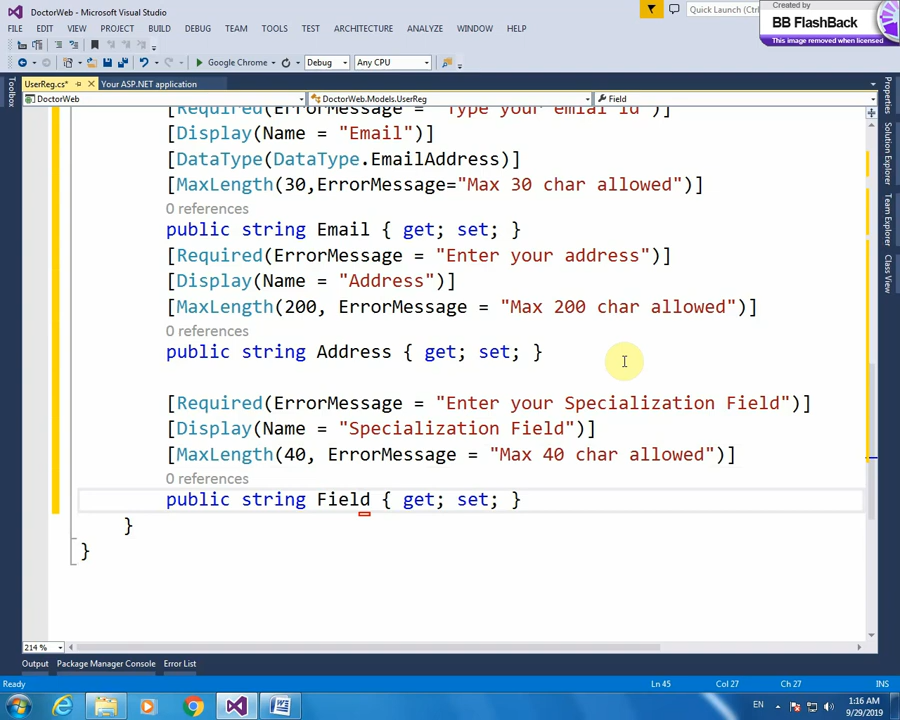 DoctorWeb - Microsoft Visual Studio
Quick Launch (Ctrl
Created by
BB FlashBack
This image removed when licensed
FILE EDIT VIEW PROJECT BUILD DEBUG TEAM TOOLS TEST ARCHITECTURE ANALYZE WINDOW HELP
Google Chrome Debug Any CPU
UserReg.cs* Your ASP.NET application
DoctorWeb DoctorWeb.Models.UserReg Field
Toolbox
Properties
Solution Explorer
Team Explorer
Class View
[Required(ErrorMessage = "Type your emial id")]
[Display(Name = "Email")]
[DataType(DataType.EmailAddress)]
[MaxLength(30,ErrorMessage="Max 30 char allowed")]
0 references
public string Email { get; set; }
[Required(ErrorMessage = "Enter your address")]
[Display(Name = "Address")]
[MaxLength(200, ErrorMessage = "Max 200 char allowed")]
0 references
public string Address { get; set; }
[Required(ErrorMessage = "Enter your Specialization Field")]
[Display(Name = "Specialization Field")]
[MaxLength(40, ErrorMessage = "Max 40 char allowed")]
0 references
public string Field { get; set; }
}
}
214 %
Output Package Manager Console Error List
Ready Ln 45 Col 27 Ch 27 INS
EN 1:16 AM
9/29/2019